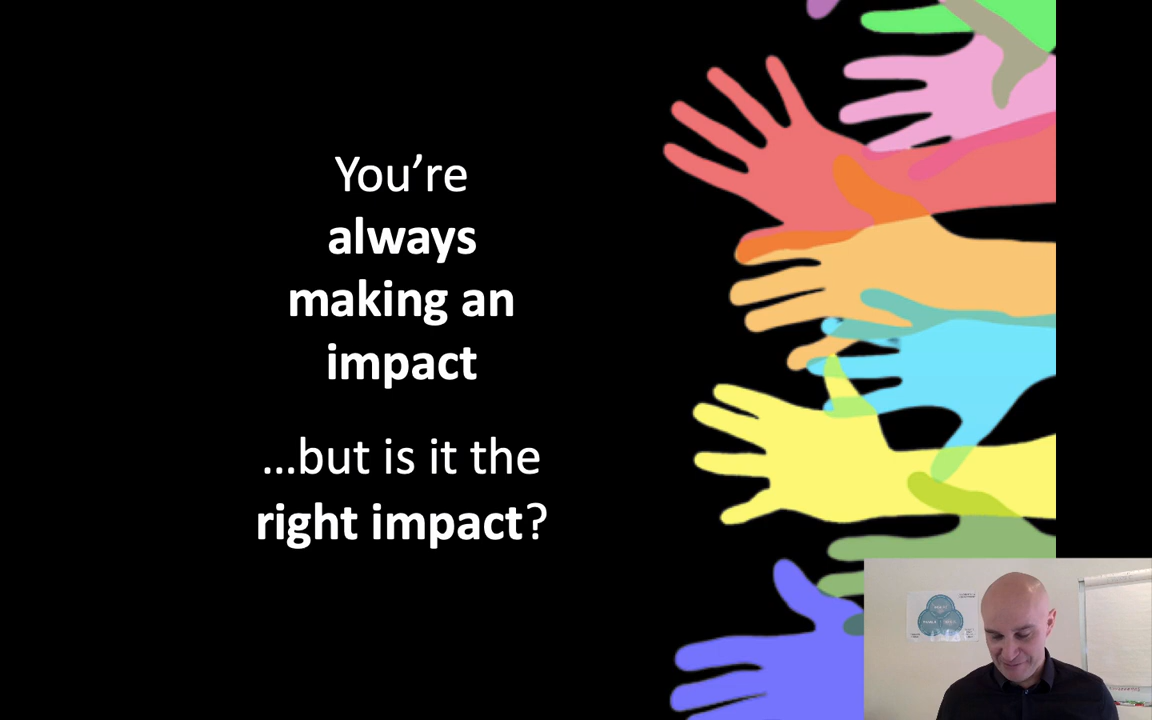 You’re
always
making an
impact
…but is it the
right impact?